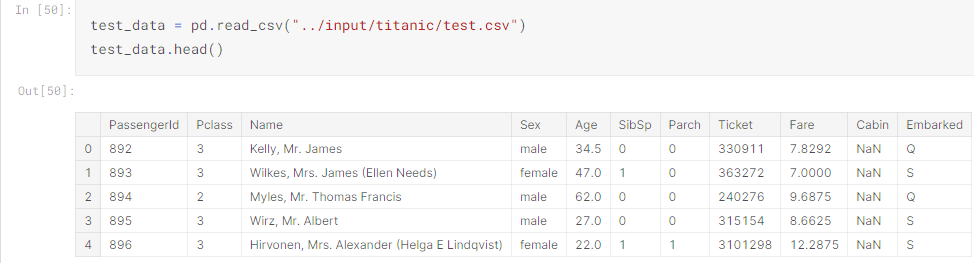 In [50]:
test_data = pd.read_csv("../input/titanic/test.csv")
test_data.head()
Out[50]:
PassengerId Pclass Name Sex Age SibSp Parch Ticket Fare Cabin Embarked
0 892 3 Kelly, Mr. James male 34.5 0 0 330911 7.8292 NaN Q
1 893 3 Wilkes, Mrs. James (Ellen Needs) female 47.0 1 0 363272 7.0000 NaN S
2 894 2 Myles, Mr. Thomas Francis male 62.0 0 0 240276 9.6875 NaN Q
3 895 3 Wirz, Mr. Albert male 27.0 0 0 315154 8.6625 NaN S
4 896 3 Hirvonen, Mrs. Alexander (Helga E Lindqvist) female 22.0 1 1 3101298 12.2875 NaN S